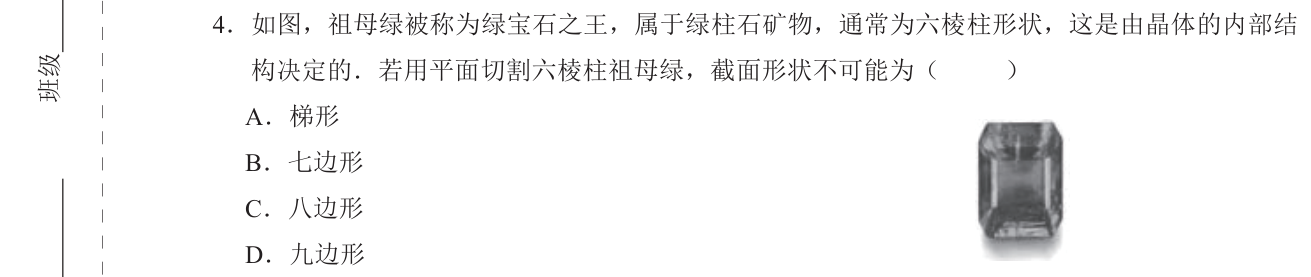 班级
4. 如图，祖母绿被称为绿宝石之王，属于绿柱石矿物，通常为六棱柱形状，这是由晶体的内部结
构决定的．若用平面切割六棱柱祖母绿，截面形状不可能为（　　）
A．梯形
B．七边形
C．八边形
D．九边形